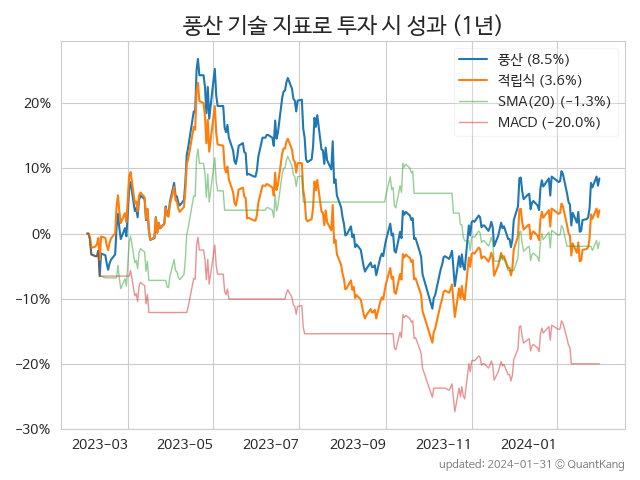 풍산 기술 지표로 투자 시 성과 (1년)
풍산 (8.5%)
적립식 (3.6%)
SMA(20) (−1.3%)
MACD (−20.0%)
20%
10%
0%
−10%
−20%
−30%
2023-03
2023-05
2023-07
2023-09
2023-11
2024-01
updated: 2024-01-31 © QuantKang